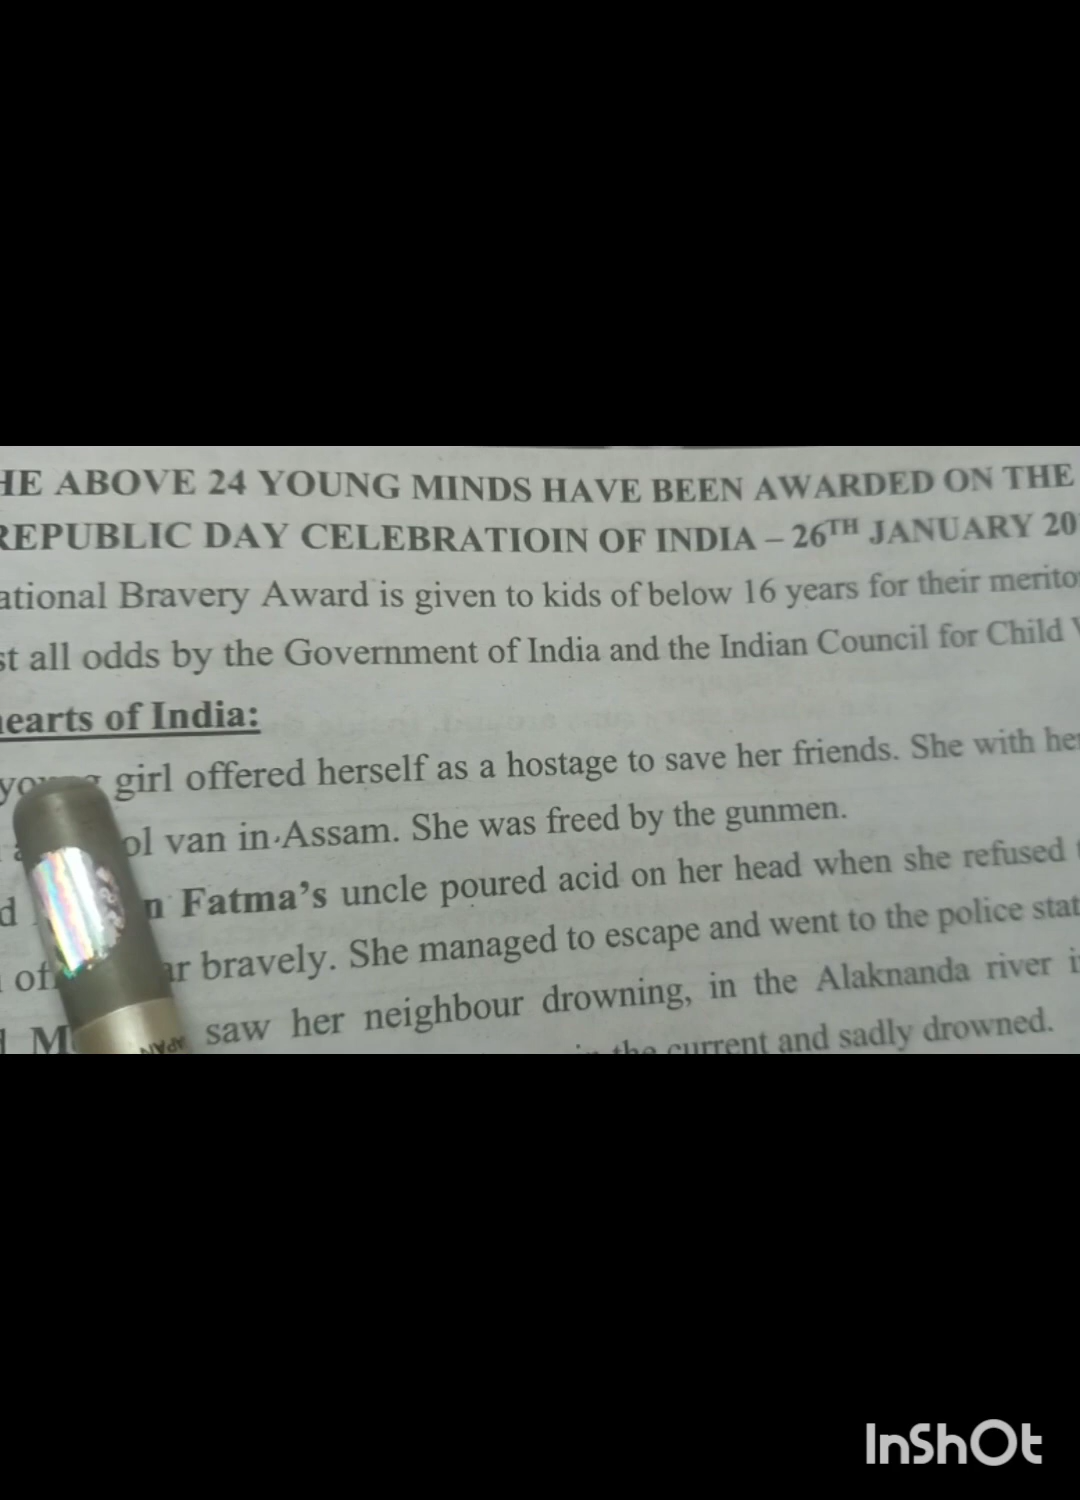 HE ABOVE 24 YOUNG MINDS HAVE BEEN AWARDED ON THE
REPUBLIC DAY CELEBRATIOIN OF INDIA – 26TH JANUARY 20
ational Bravery Award is given to kids of below 16 years for their merito
st all odds by the Government of India and the Indian Council for Child
hearts of India:
girl offered herself as a hostage to save her friends. She with her
ol van in Assam. She was freed by the gunmen.
d n Fatma's uncle poured acid on her head when she refused
of ar bravely. She managed to escape and went to the police stat
M saw her neighbour drowning, in the Alaknanda river i
the current and sadly drowned.
InShOt